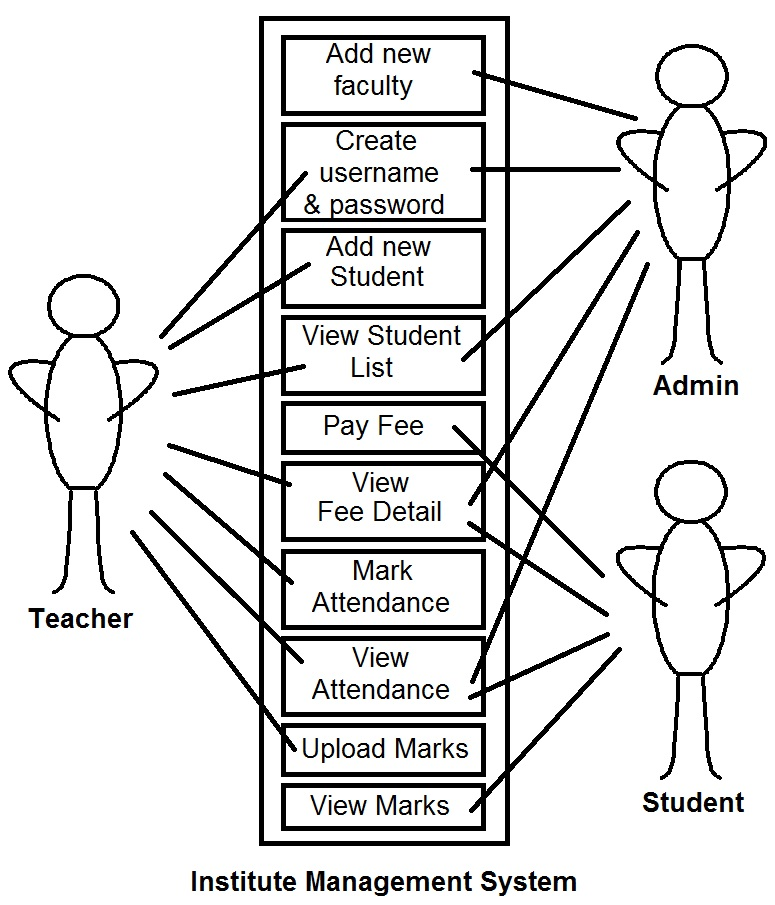 Add new
faculty
Create
username
& password
Add new
Student
View Student
List
Pay Fee
View
Fee Detail
Mark
Attendance
View
Attendance
Upload Marks
View Marks
Teacher
Admin
Student
Institute Management System